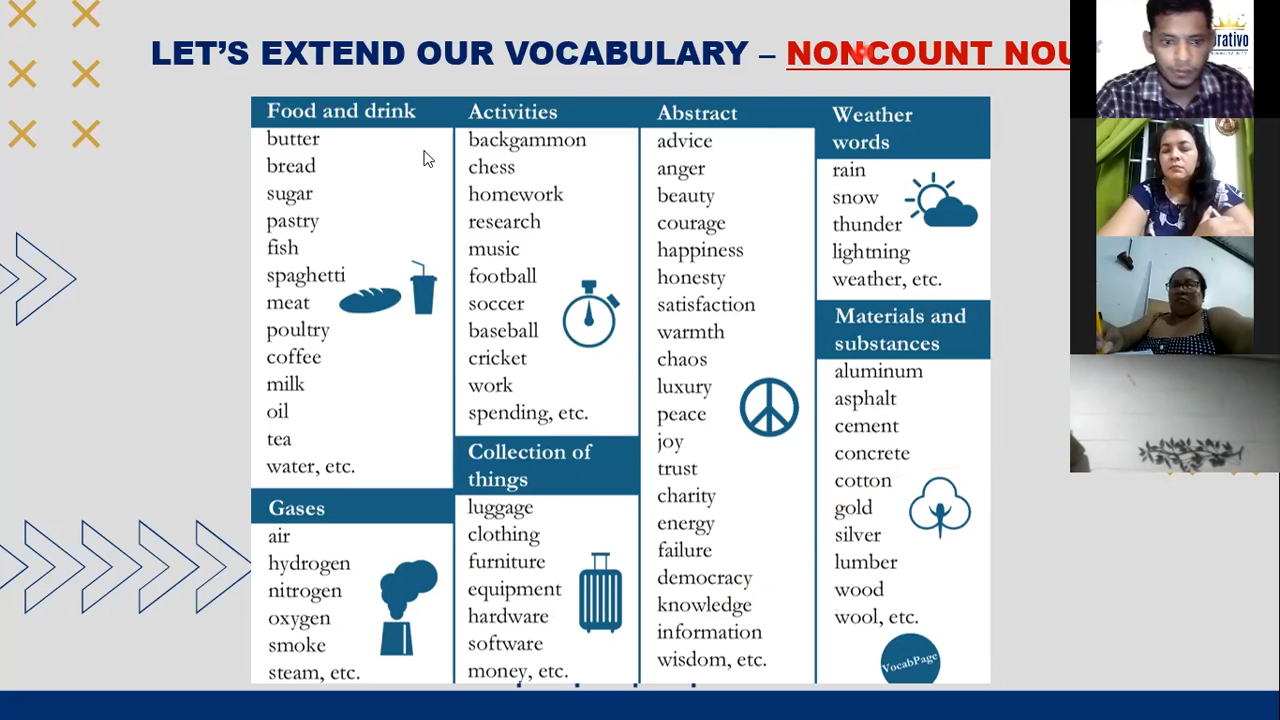 LET'S EXTEND OUR VOCABULARY – NONCOUNT NOU
rativo
Food and drink
butter
bread
sugar
pastry
fish
spaghetti
meat
poultry
coffee
milk
oil
tea
water, etc.
Gases
air
hydrogen
nitrogen
oxygen
smoke
steam, etc.
Activities
backgammon
chess
homework
research
music
football
soccer
baseball
cricket
work
spending, etc.
Collection of
things
luggage
clothing
furniture
equipment
hardware
software
money, etc.
Abstract
advice
anger
beauty
courage
happiness
honesty
satisfaction
warmth
chaos
luxury
peace
joy
trust
charity
energy
failure
democracy
knowledge
information
wisdom, etc.
Weather
words
rain
snow
thunder
lightning
weather, etc.
Materials and
substances
aluminum
asphalt
cement
concrete
cotton
gold
silver
lumber
wood
wool, etc.
VocabPage